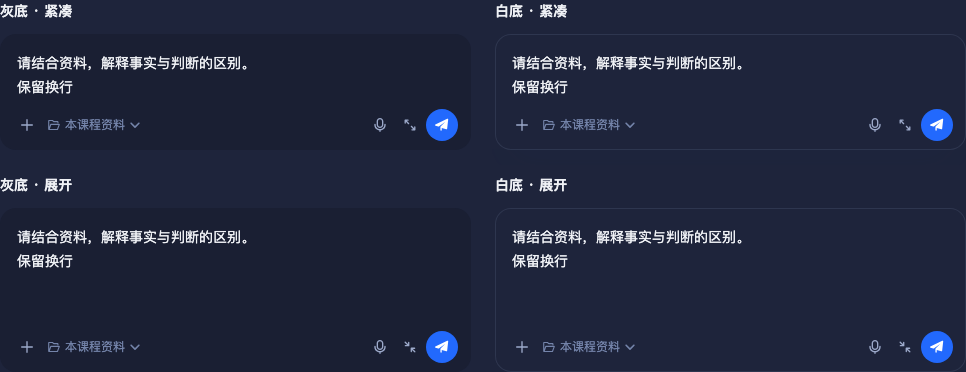 灰底 · 紧凑
白底 · 紧凑
请结合资料，解释事实与判断的区别。
保留换行
本课程资料
请结合资料，解释事实与判断的区别。
保留换行
本课程资料
灰底 · 展开
白底 · 展开
请结合资料，解释事实与判断的区别。
保留换行
本课程资料
请结合资料，解释事实与判断的区别。
保留换行
本课程资料